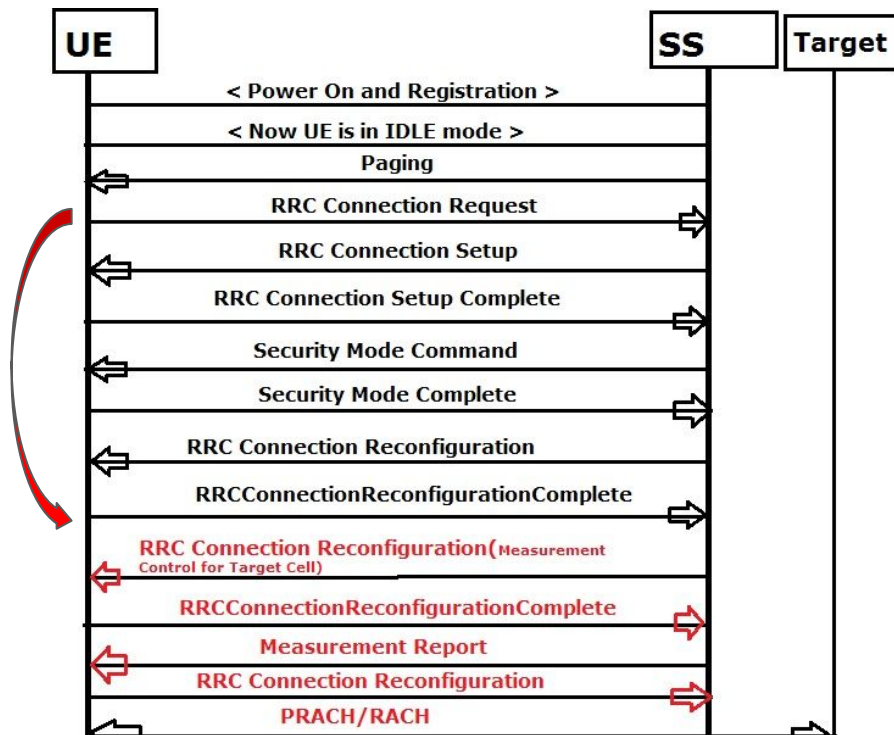 UE
SS
Target
< Power On and Registration >
< Now UE is in IDLE mode >
Paging
RRC Connection Request
RRC Connection Setup
RRC Connection Setup Complete
Security Mode Command
Security Mode Complete
RRC Connection Reconfiguration
RRCConnectionReconfigurationComplete
RRC Connection Reconfiguration(Measurement
Control for Target Cell)
RRCConnectionReconfigurationComplete
Measurement Report
RRC Connection Reconfiguration
PRACH/RACH